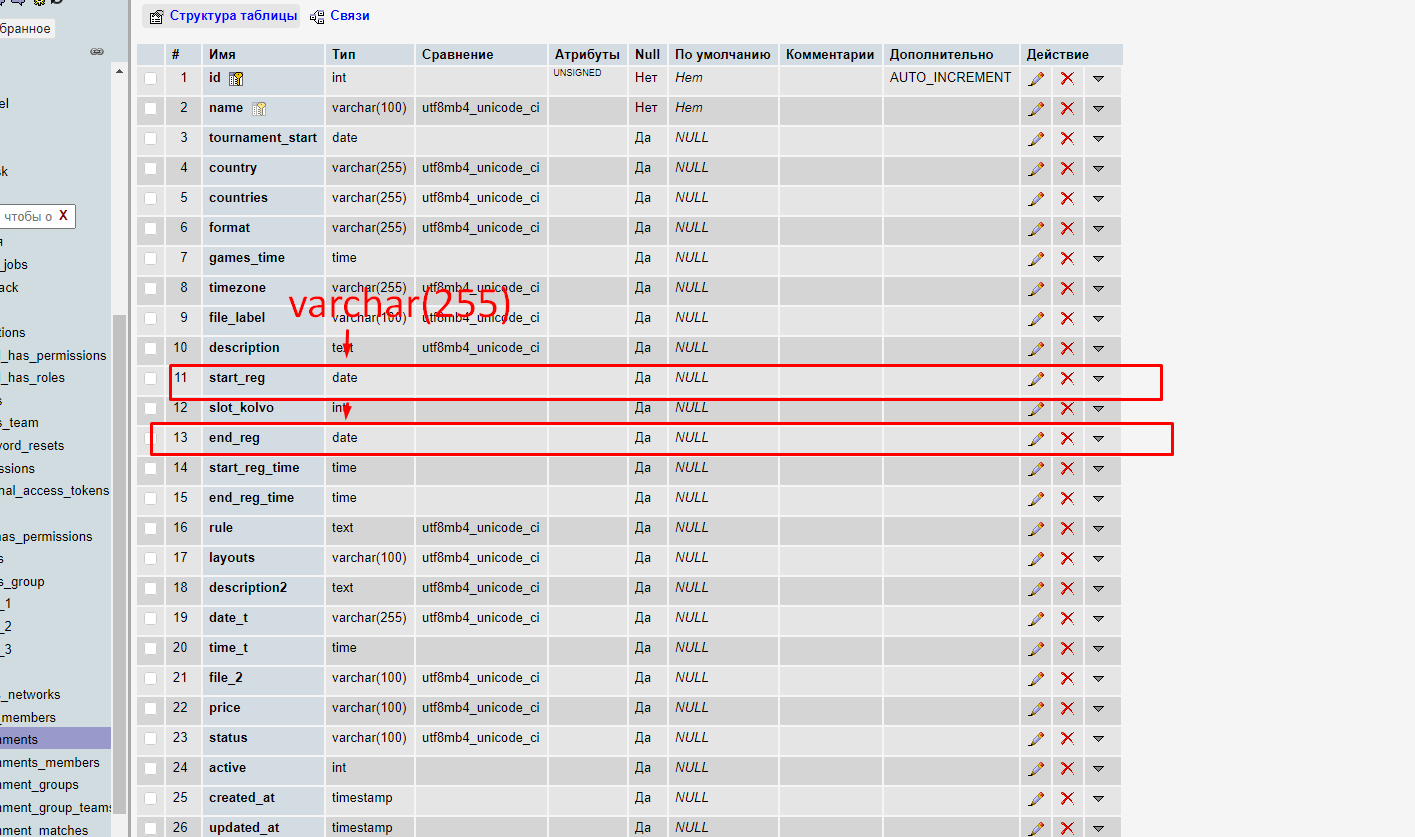 бранное
el
sk
чтобы о X
я
_jobs
ack
tions
_has_permissions
_has_roles
s
s_team
word_resets
ssions
nal_access_tokens
has_permissions
s
s_group
_1
_2
_3
s_networks
_members
nments
nments_members
nment_groups
nment_group_teams
nment_matches
Структура таблицы Связи
# Имя Тип Сравнение Атрибуты Null По умолчанию Комментарии Дополнительно Действие
1 id int UNSIGNED Нет Нет AUTO_INCREMENT
2 name varchar(100) utf8mb4_unicode_ci Нет Нет
3 tournament_start date Да NULL
4 country varchar(255) utf8mb4_unicode_ci Да NULL
5 countries varchar(255) utf8mb4_unicode_ci Да NULL
6 format varchar(255) utf8mb4_unicode_ci Да NULL
7 games_time time Да NULL
8 timezone varchar(255) utf8mb4_unicode_ci Да NULL
varchar(255)
9 file_label varchar(100) utf8mb4_unicode_ci Да NULL
10 description text utf8mb4_unicode_ci Да NULL
11 start_reg date Да NULL
12 slot_kolvo int Да NULL
13 end_reg date Да NULL
14 start_reg_time time Да NULL
15 end_reg_time time Да NULL
16 rule text utf8mb4_unicode_ci Да NULL
17 layouts varchar(100) utf8mb4_unicode_ci Да NULL
18 description2 text utf8mb4_unicode_ci Да NULL
19 date_t varchar(255) utf8mb4_unicode_ci Да NULL
20 time_t time Да NULL
21 file_2 varchar(100) utf8mb4_unicode_ci Да NULL
22 price varchar(100) utf8mb4_unicode_ci Да NULL
23 status varchar(100) utf8mb4_unicode_ci Да NULL
24 active int Да NULL
25 created_at timestamp Да NULL
26 updated_at timestamp Да NULL